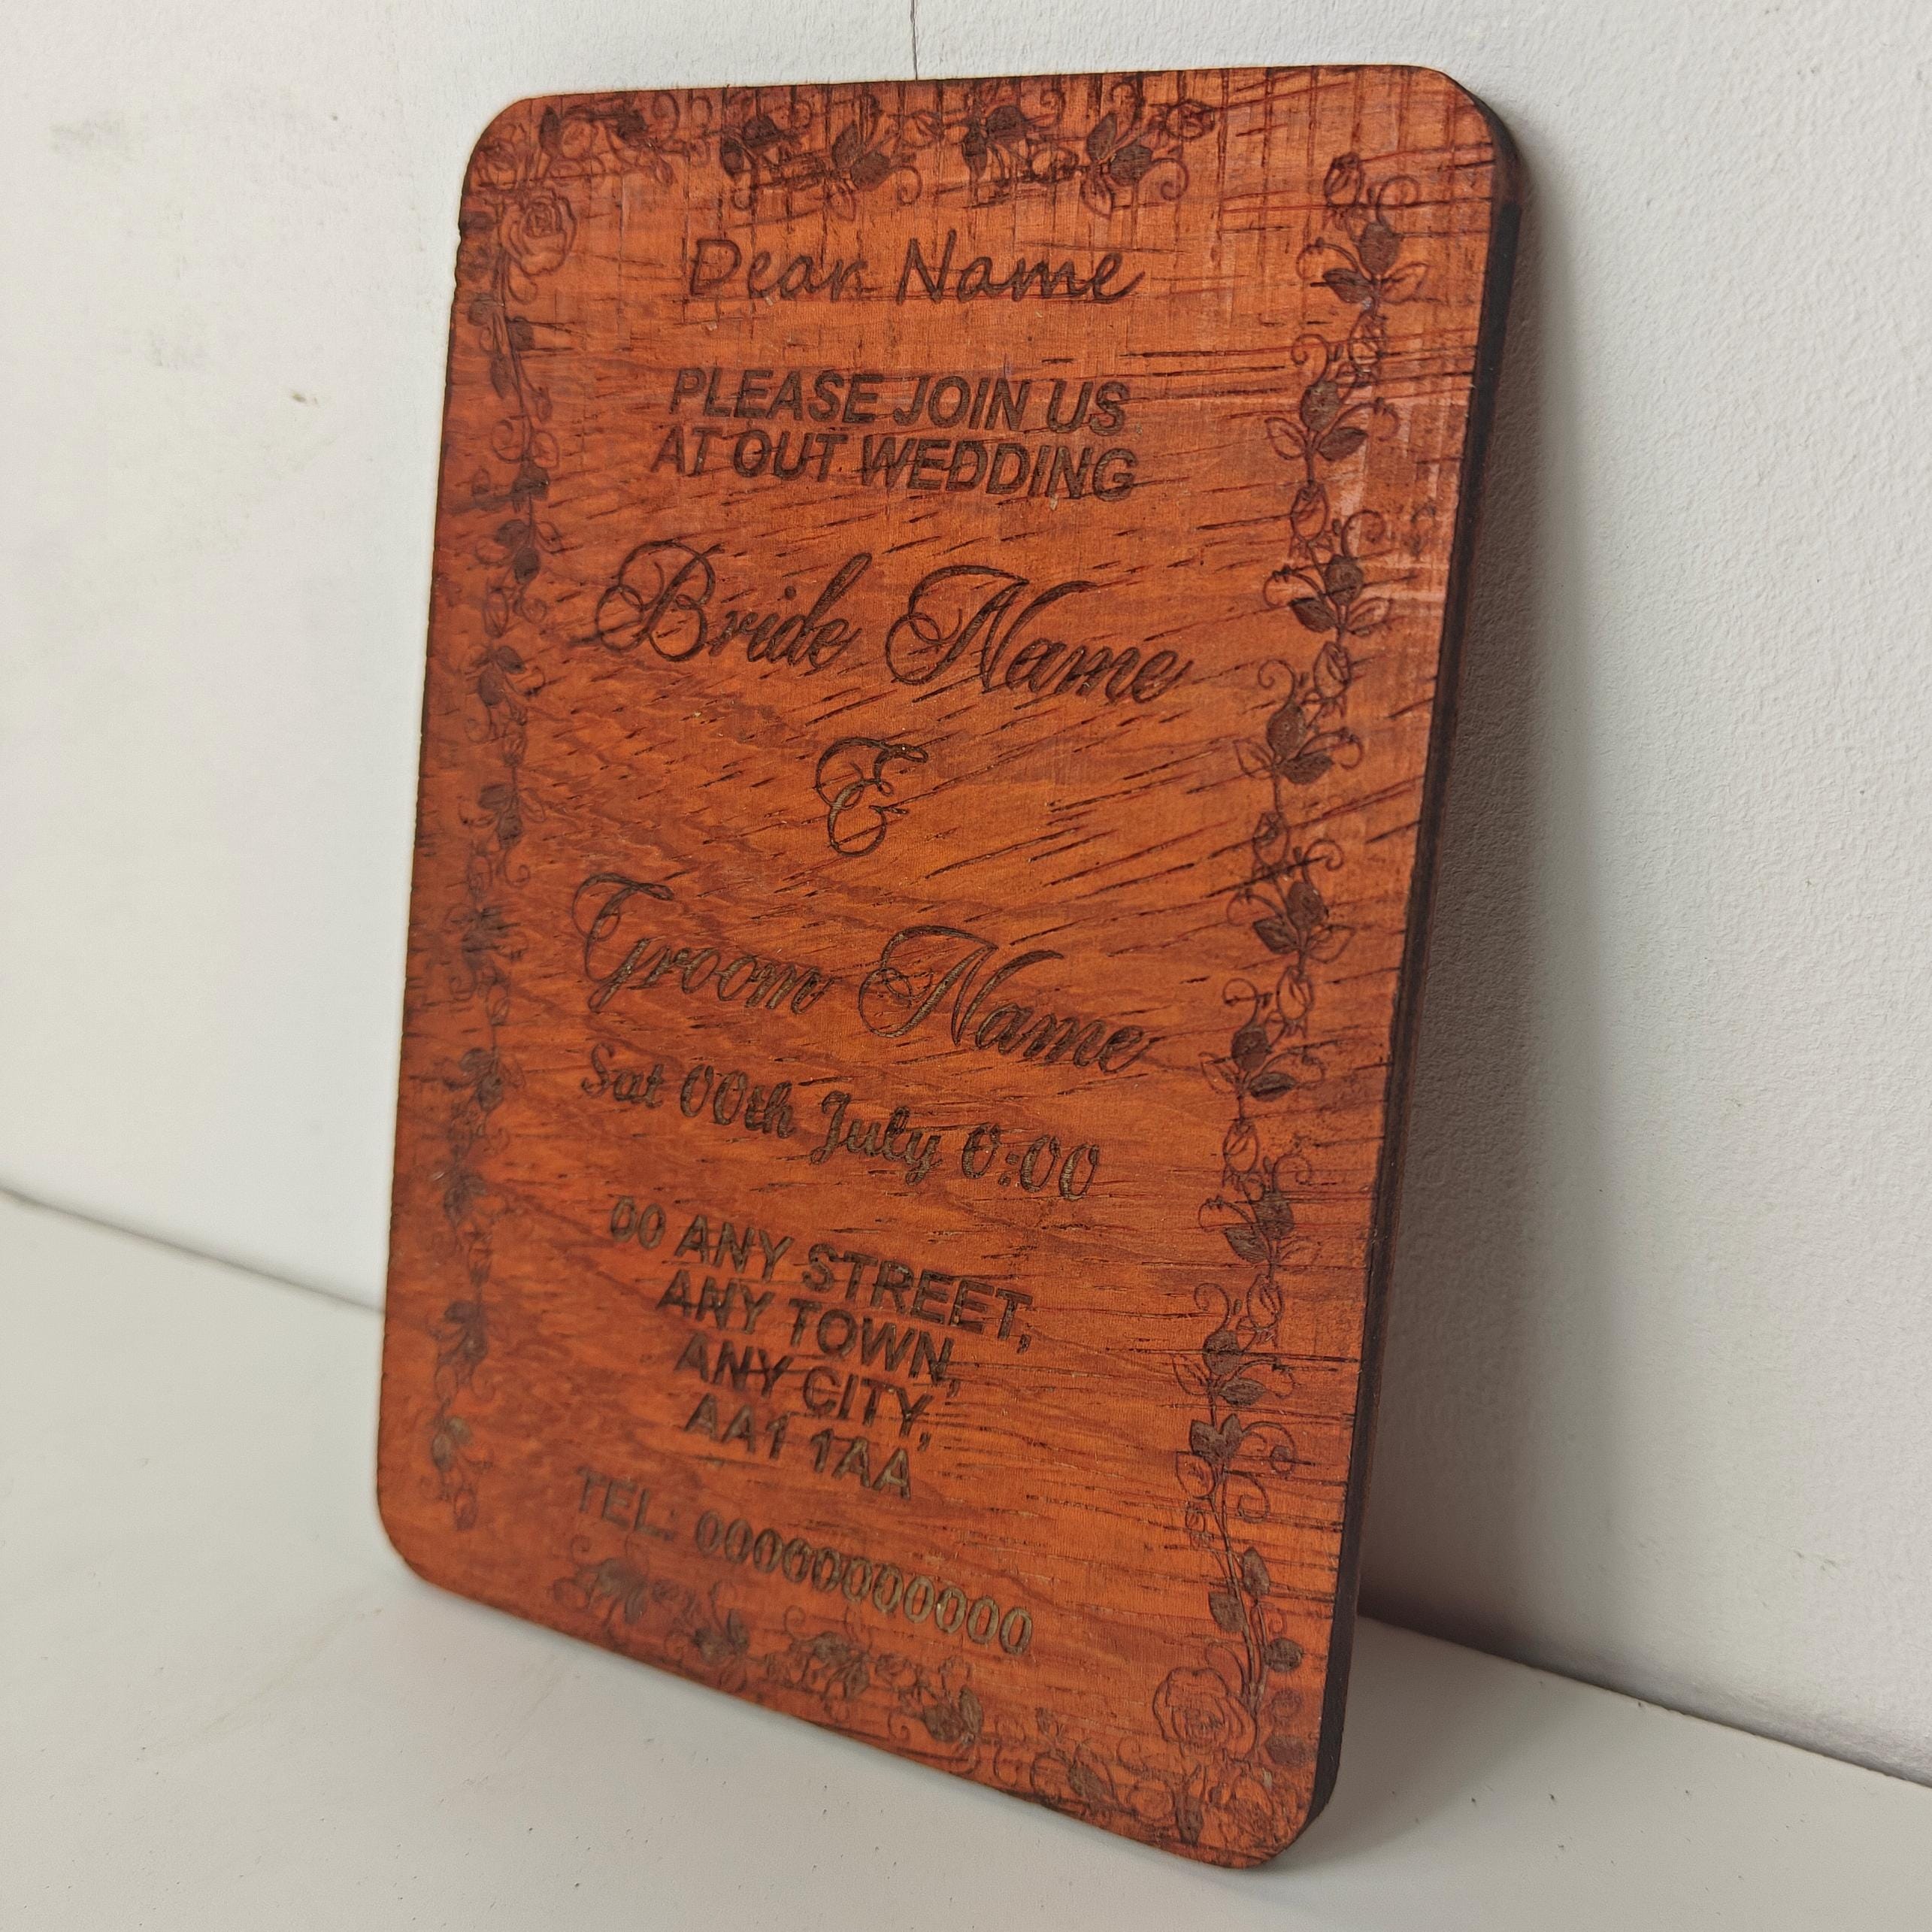 Dear Name
PLEASE JOIN US
AT OUT WEDDING
Bride Name
&
Groom Name
Sat 00th July 0:00
00 ANY STREET,
ANY TOWN,
ANY CITY,
AA1 1AA
TEL: 00000000000